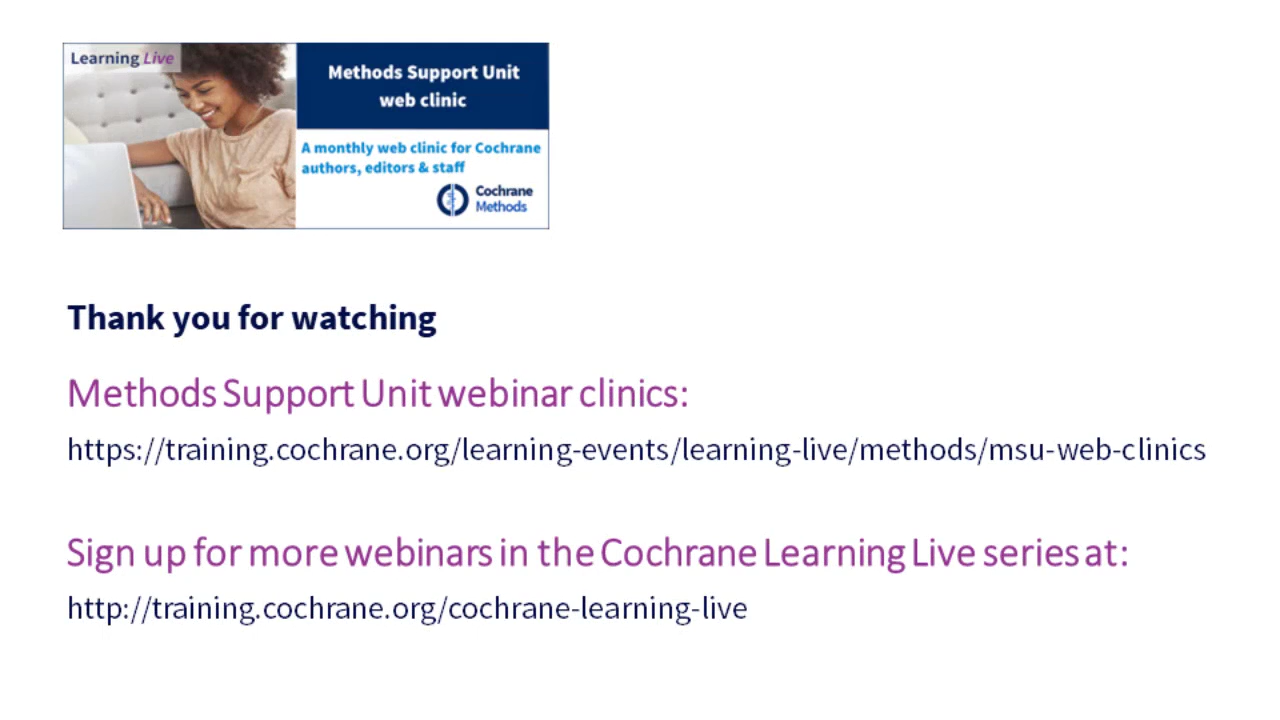 Learning Live
Methods Support Unit
web clinic
A monthly web clinic for Cochrane
authors, editors & staff
Cochrane
Methods
Thank you for watching
Methods Support Unit webinar clinics:
https://training.cochrane.org/learning-events/learning-live/methods/msu-web-clinics
Sign up for more webinars in the Cochrane Learning Live series at:
http://training.cochrane.org/cochrane-learning-live